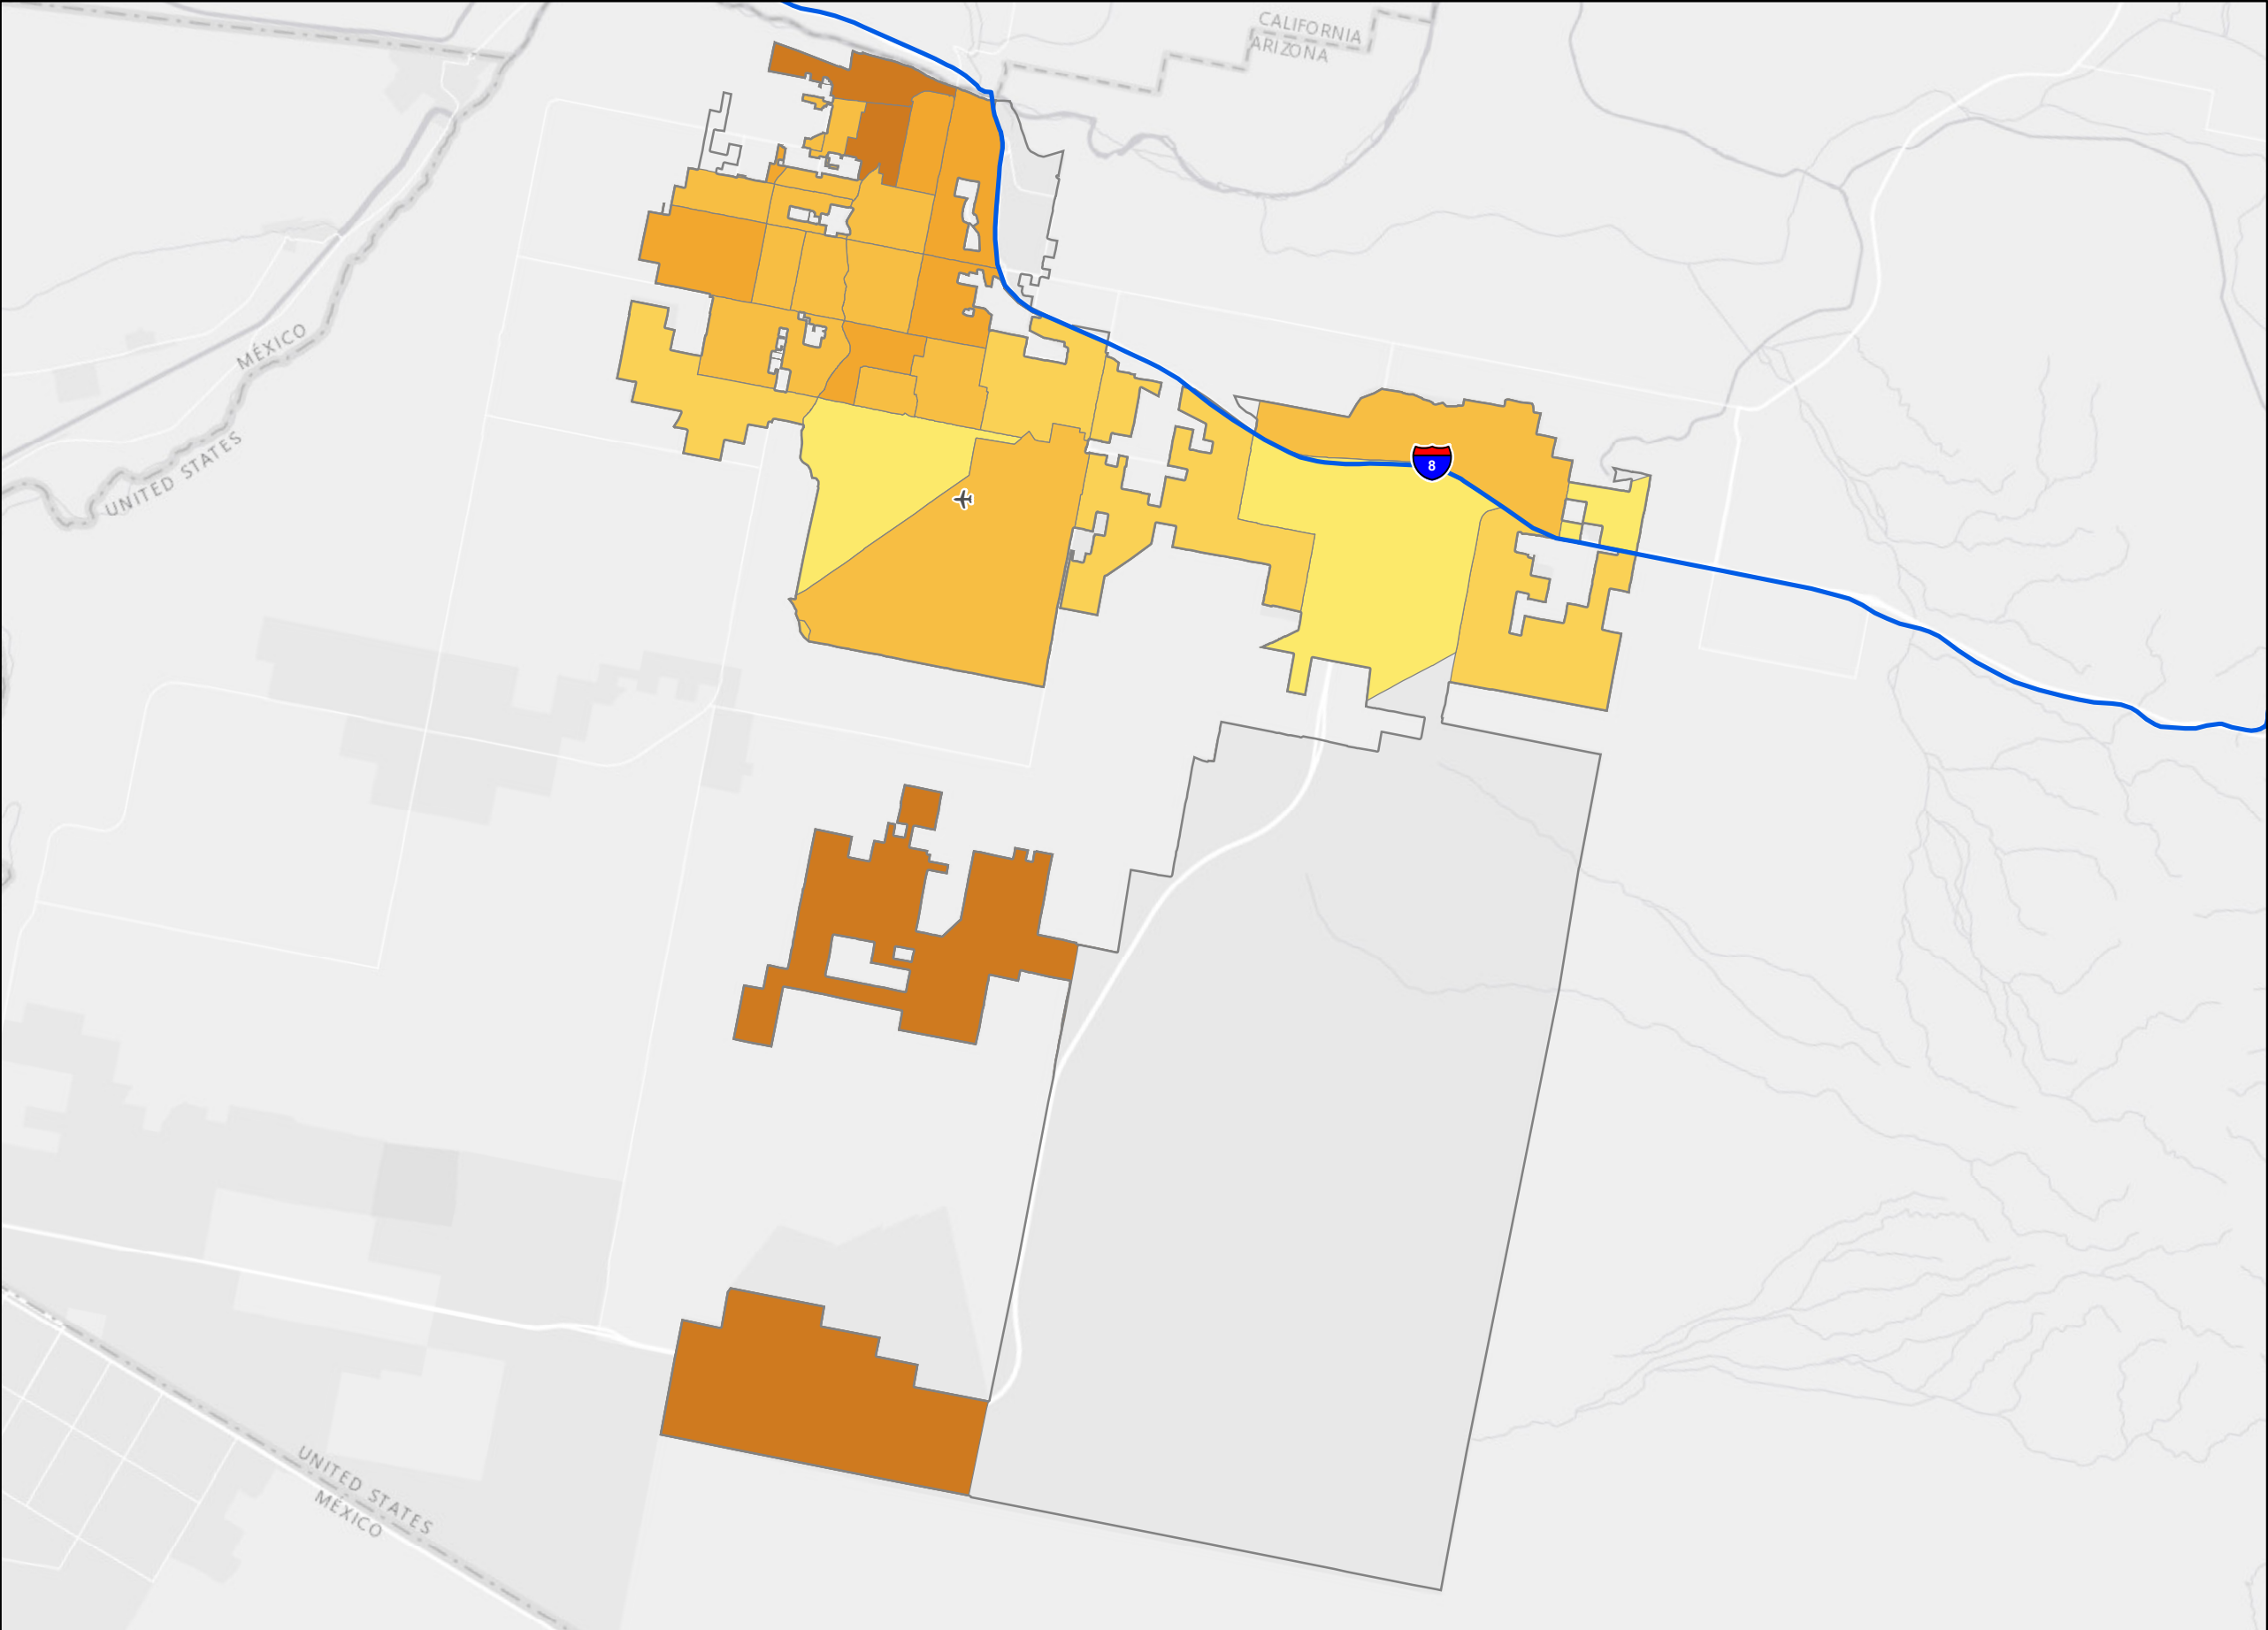 CALIFORNIA
ARIZONA
MÉXICO
UNITED STATES
8
UNITED STATES
MÉXICO